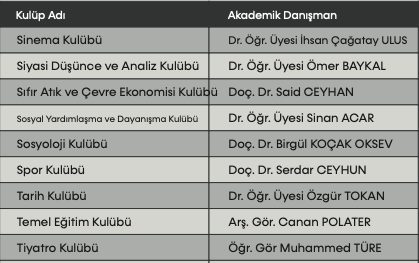 Kulüp Adı Akademik Danışman
Sinema Kulübü Dr. Öğr. Üyesi İhsan Çağatay ULUS
Siyasi Düşünce ve Analiz Kulübü Dr. Öğr. Üyesi Ömer BAYKAL
Sıfır Atık ve Çevre Ekonomisi Kulübü Doç. Dr. Said CEYHAN
Sosyal Yardımlaşma ve Dayanışma Kulübü Dr. Öğr. Üyesi Sinan ACAR
Sosyoloji Kulübü Doç. Dr. Birgül KOÇAK OKSEV
Spor Kulübü Doç. Dr. Serdar CEYHUN
Tarih Kulübü Dr. Öğr. Üyesi Özgür TOKAN
Temel Eğitim Kulübü Arş. Gör. Canan POLATER
Tiyatro Kulübü Öğr. Gör Muhammed TÜRE